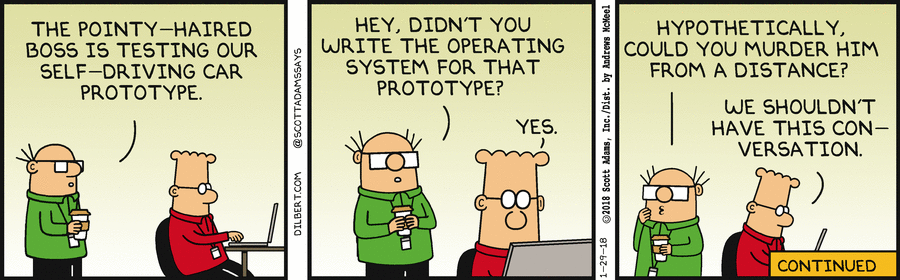 THE POINTY-HAIRED
BOSS IS TESTING OUR
SELF-DRIVING CAR
PROTOTYPE.
DILBERT.COM @SCOTTADAMSSAYS
HEY, DIDN'T YOU
WRITE THE OPERATING
SYSTEM FOR THAT
PROTOTYPE?
YES.
1-29-18 ©2018 Scott Adams, Inc./Dist. by Andrews McMeel
HYPOTHETICALLY,
COULD YOU MURDER HIM
FROM A DISTANCE?
WE SHOULDN'T
HAVE THIS CON-
VERSATION.
CONTINUED